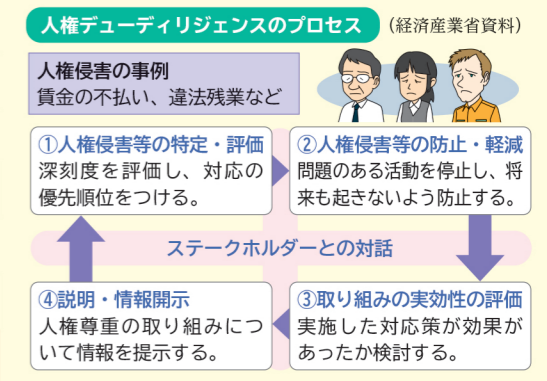 人権デューディリジェンスのプロセス（経済産業省資料）
人権侵害の事例
賃金の不払い、違法残業など
①人権侵害等の特定・評価
深刻度を評価し、対応の
優先順位をつける。
②人権侵害等の防止・軽減
問題のある活動を停止し、将
来も起きないよう防止する。
ステークホルダーとの対話
④説明・情報開示
人権尊重の取り組みにつ
いて情報を提示する。
③取り組みの実効性の評価
実施した対応策が効果が
あったか検討する。